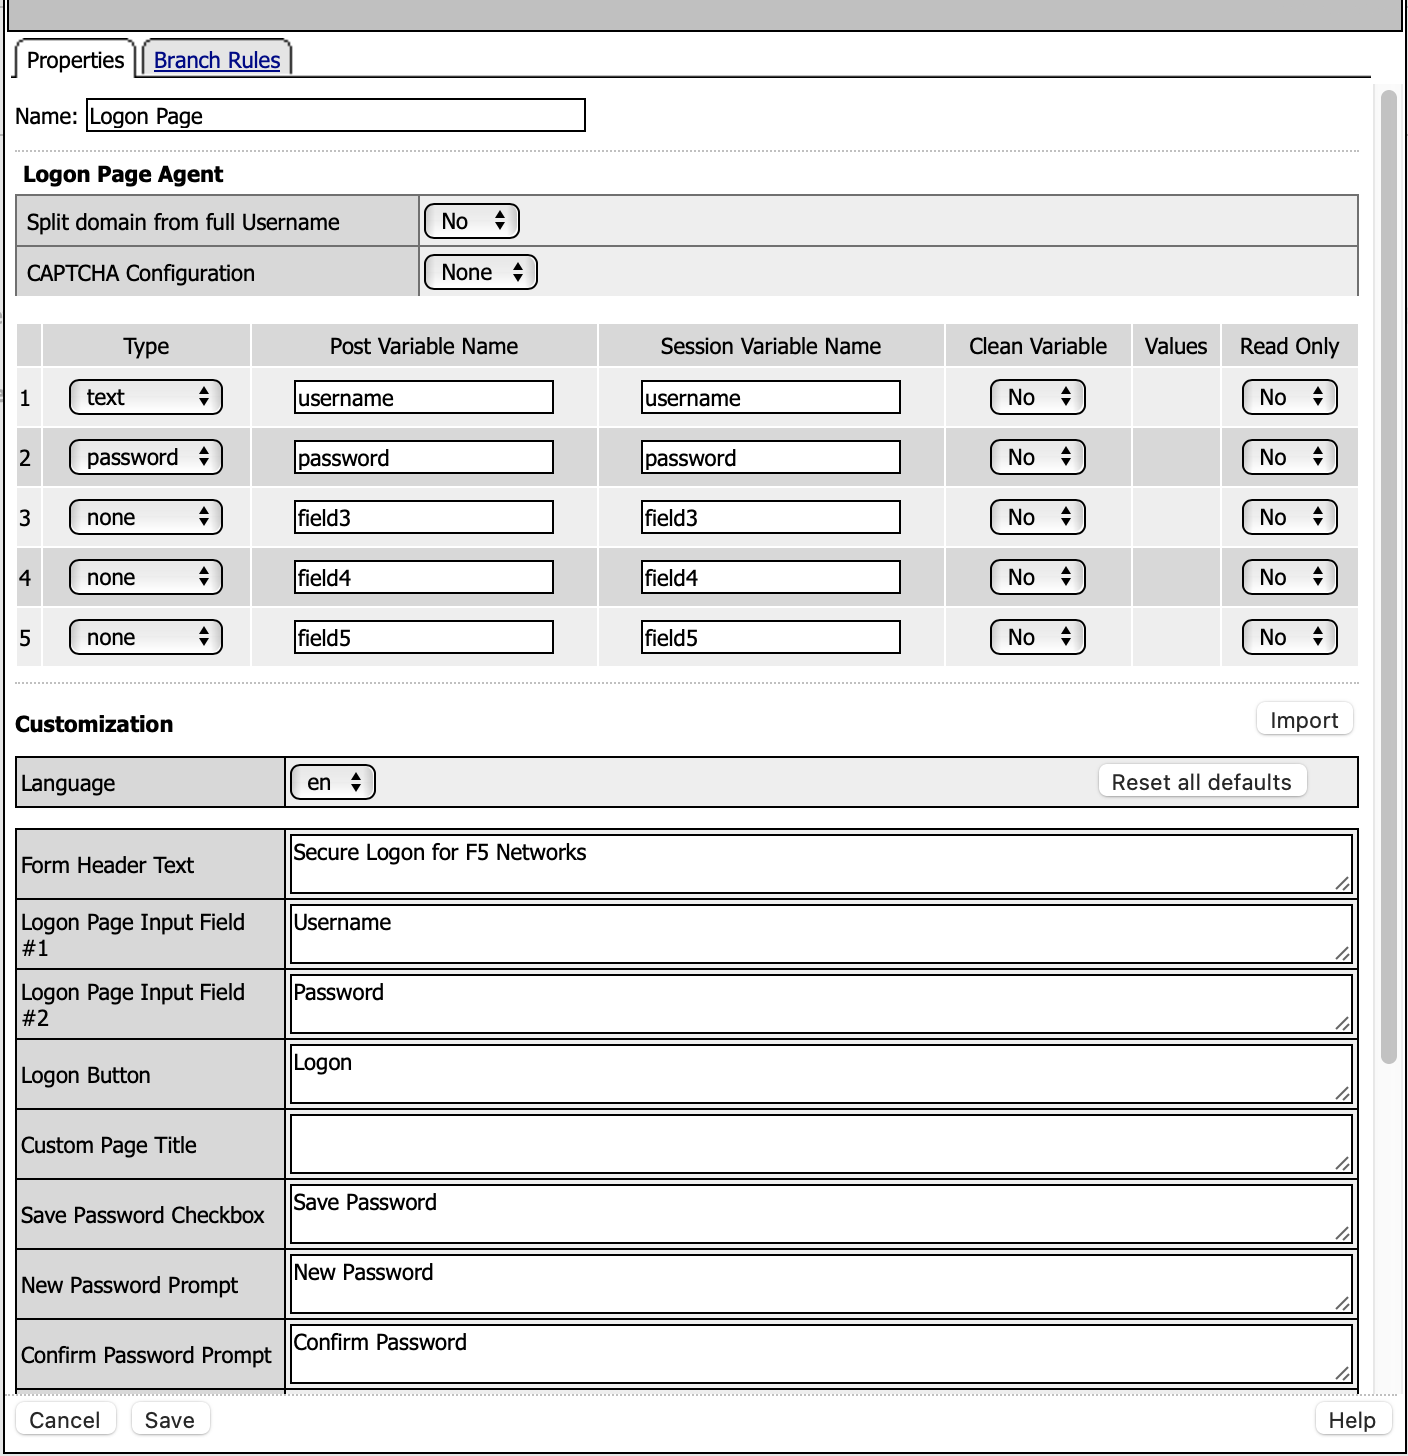 Properties Branch Rules
Name: Logon Page
Logon Page Agent
Split domain from full Username No
CAPTCHA Configuration None
Type Post Variable Name Session Variable Name Clean Variable Values Read Only
1 text username username No No
2 password password password No No
3 none field3 field3 No No
4 none field4 field4 No No
5 none field5 field5 No No
Customization Import
Language en Reset all defaults
Form Header Text Secure Logon for F5 Networks
Logon Page Input Field
#1 Username
Logon Page Input Field
#2 Password
Logon Button Logon
Custom Page Title
Save Password Checkbox Save Password
New Password Prompt New Password
Confirm Password Prompt Confirm Password
Cancel Save Help